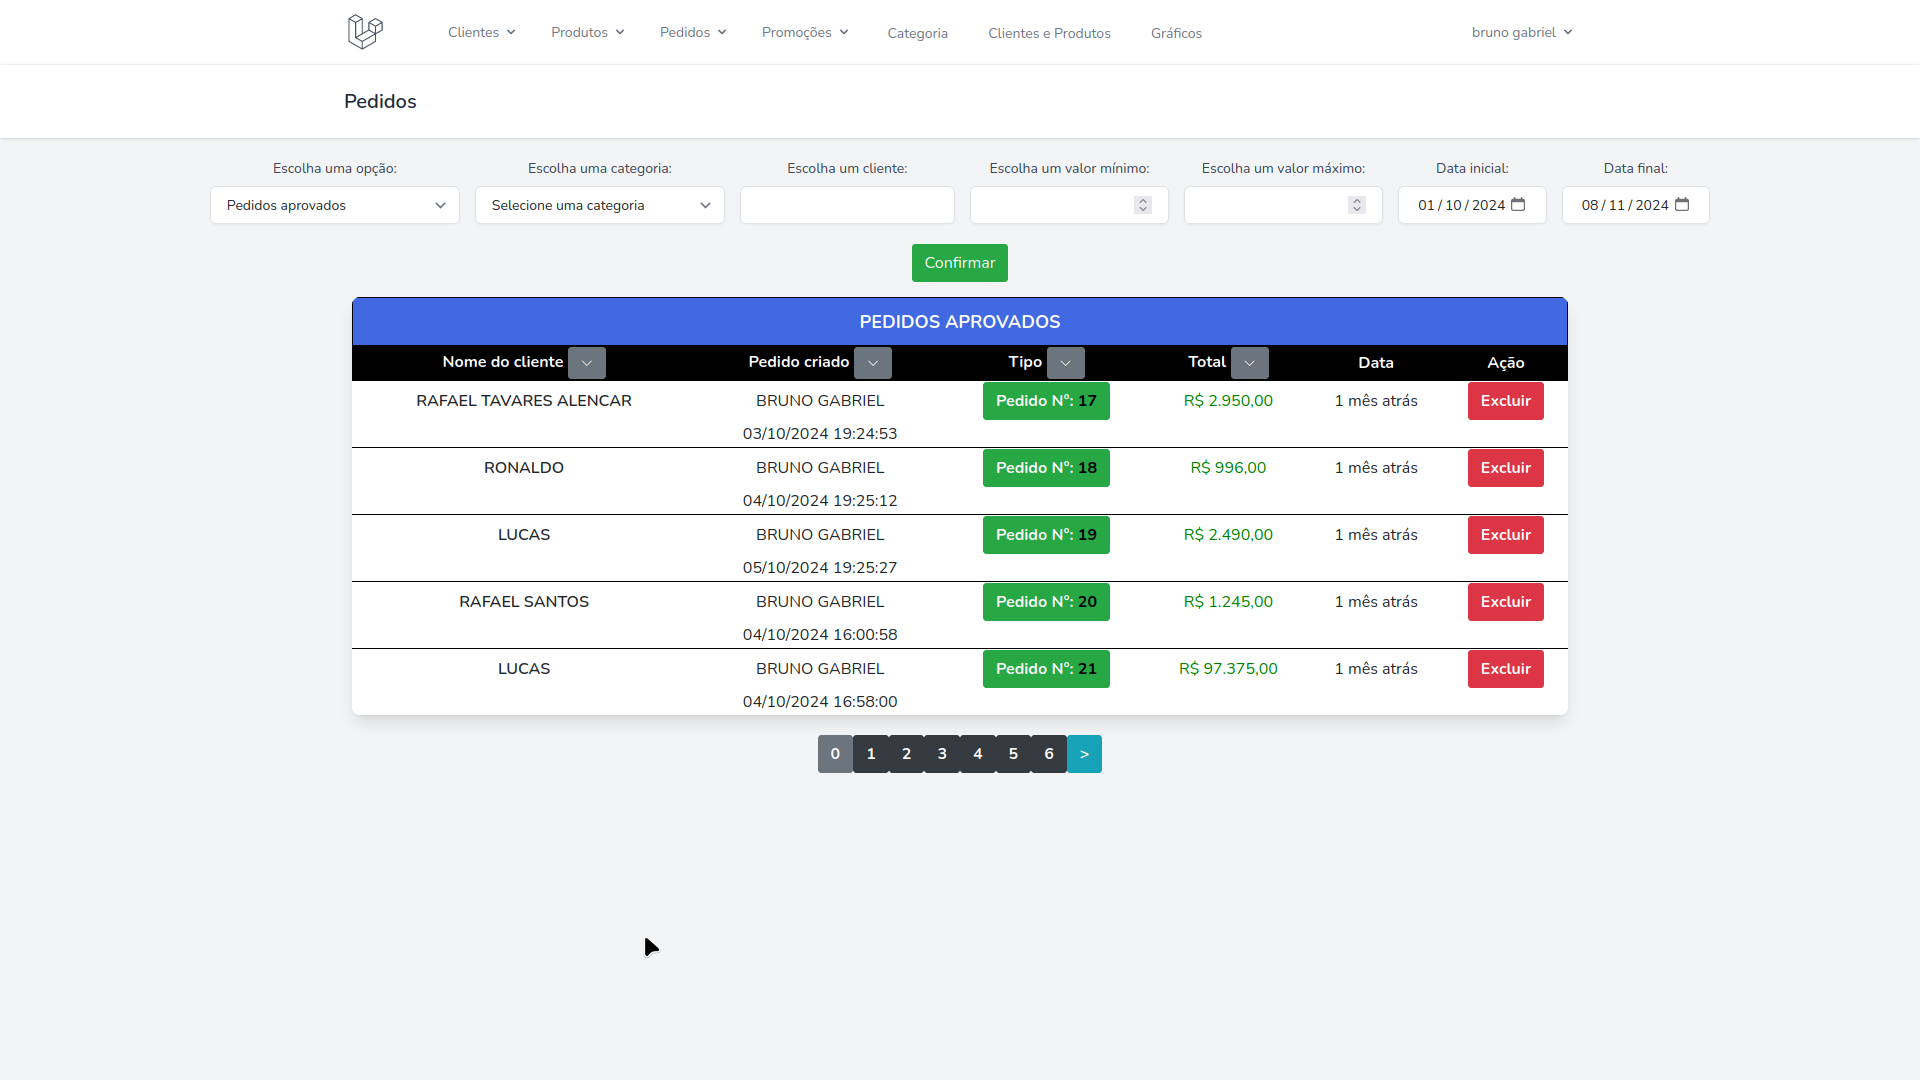 Clientes Produtos Pedidos Promoções Categoria Clientes e Produtos Gráficos bruno gabriel
Pedidos
Escolha uma opção: Escolha uma categoria: Escolha um cliente: Escolha um valor mínimo: Escolha um valor máximo: Data inicial: Data final:
Pedidos aprovados Selecione uma categoria 01/10/2024 08/11/2024
Confirmar
PEDIDOS APROVADOS
Nome do cliente Pedido criado Tipo Total Data Ação
RAFAEL TAVARES ALENCAR BRUNO GABRIEL Pedido N°: 17 R$ 2.950,00 1 mês atrás Excluir
03/10/2024 19:24:53
RONALDO BRUNO GABRIEL Pedido N°: 18 R$ 996,00 1 mês atrás Excluir
04/10/2024 19:25:12
LUCAS BRUNO GABRIEL Pedido N°: 19 R$ 2.490,00 1 mês atrás Excluir
05/10/2024 19:25:27
RAFAEL SANTOS BRUNO GABRIEL Pedido N°: 20 R$ 1.245,00 1 mês atrás Excluir
04/10/2024 16:00:58
LUCAS BRUNO GABRIEL Pedido N°: 21 R$ 97.375,00 1 mês atrás Excluir
04/10/2024 16:58:00
0 1 2 3 4 5 6 >